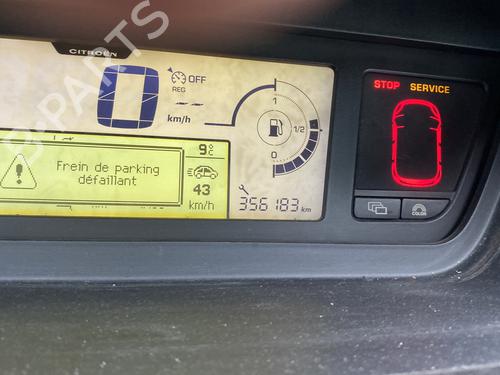 CITROËN
OFF
REG
0
km/h
1
1/2
0
Frein de parking
défaillant
9°C
43
km/h
356183 km
STOP SERVICE
COLOR